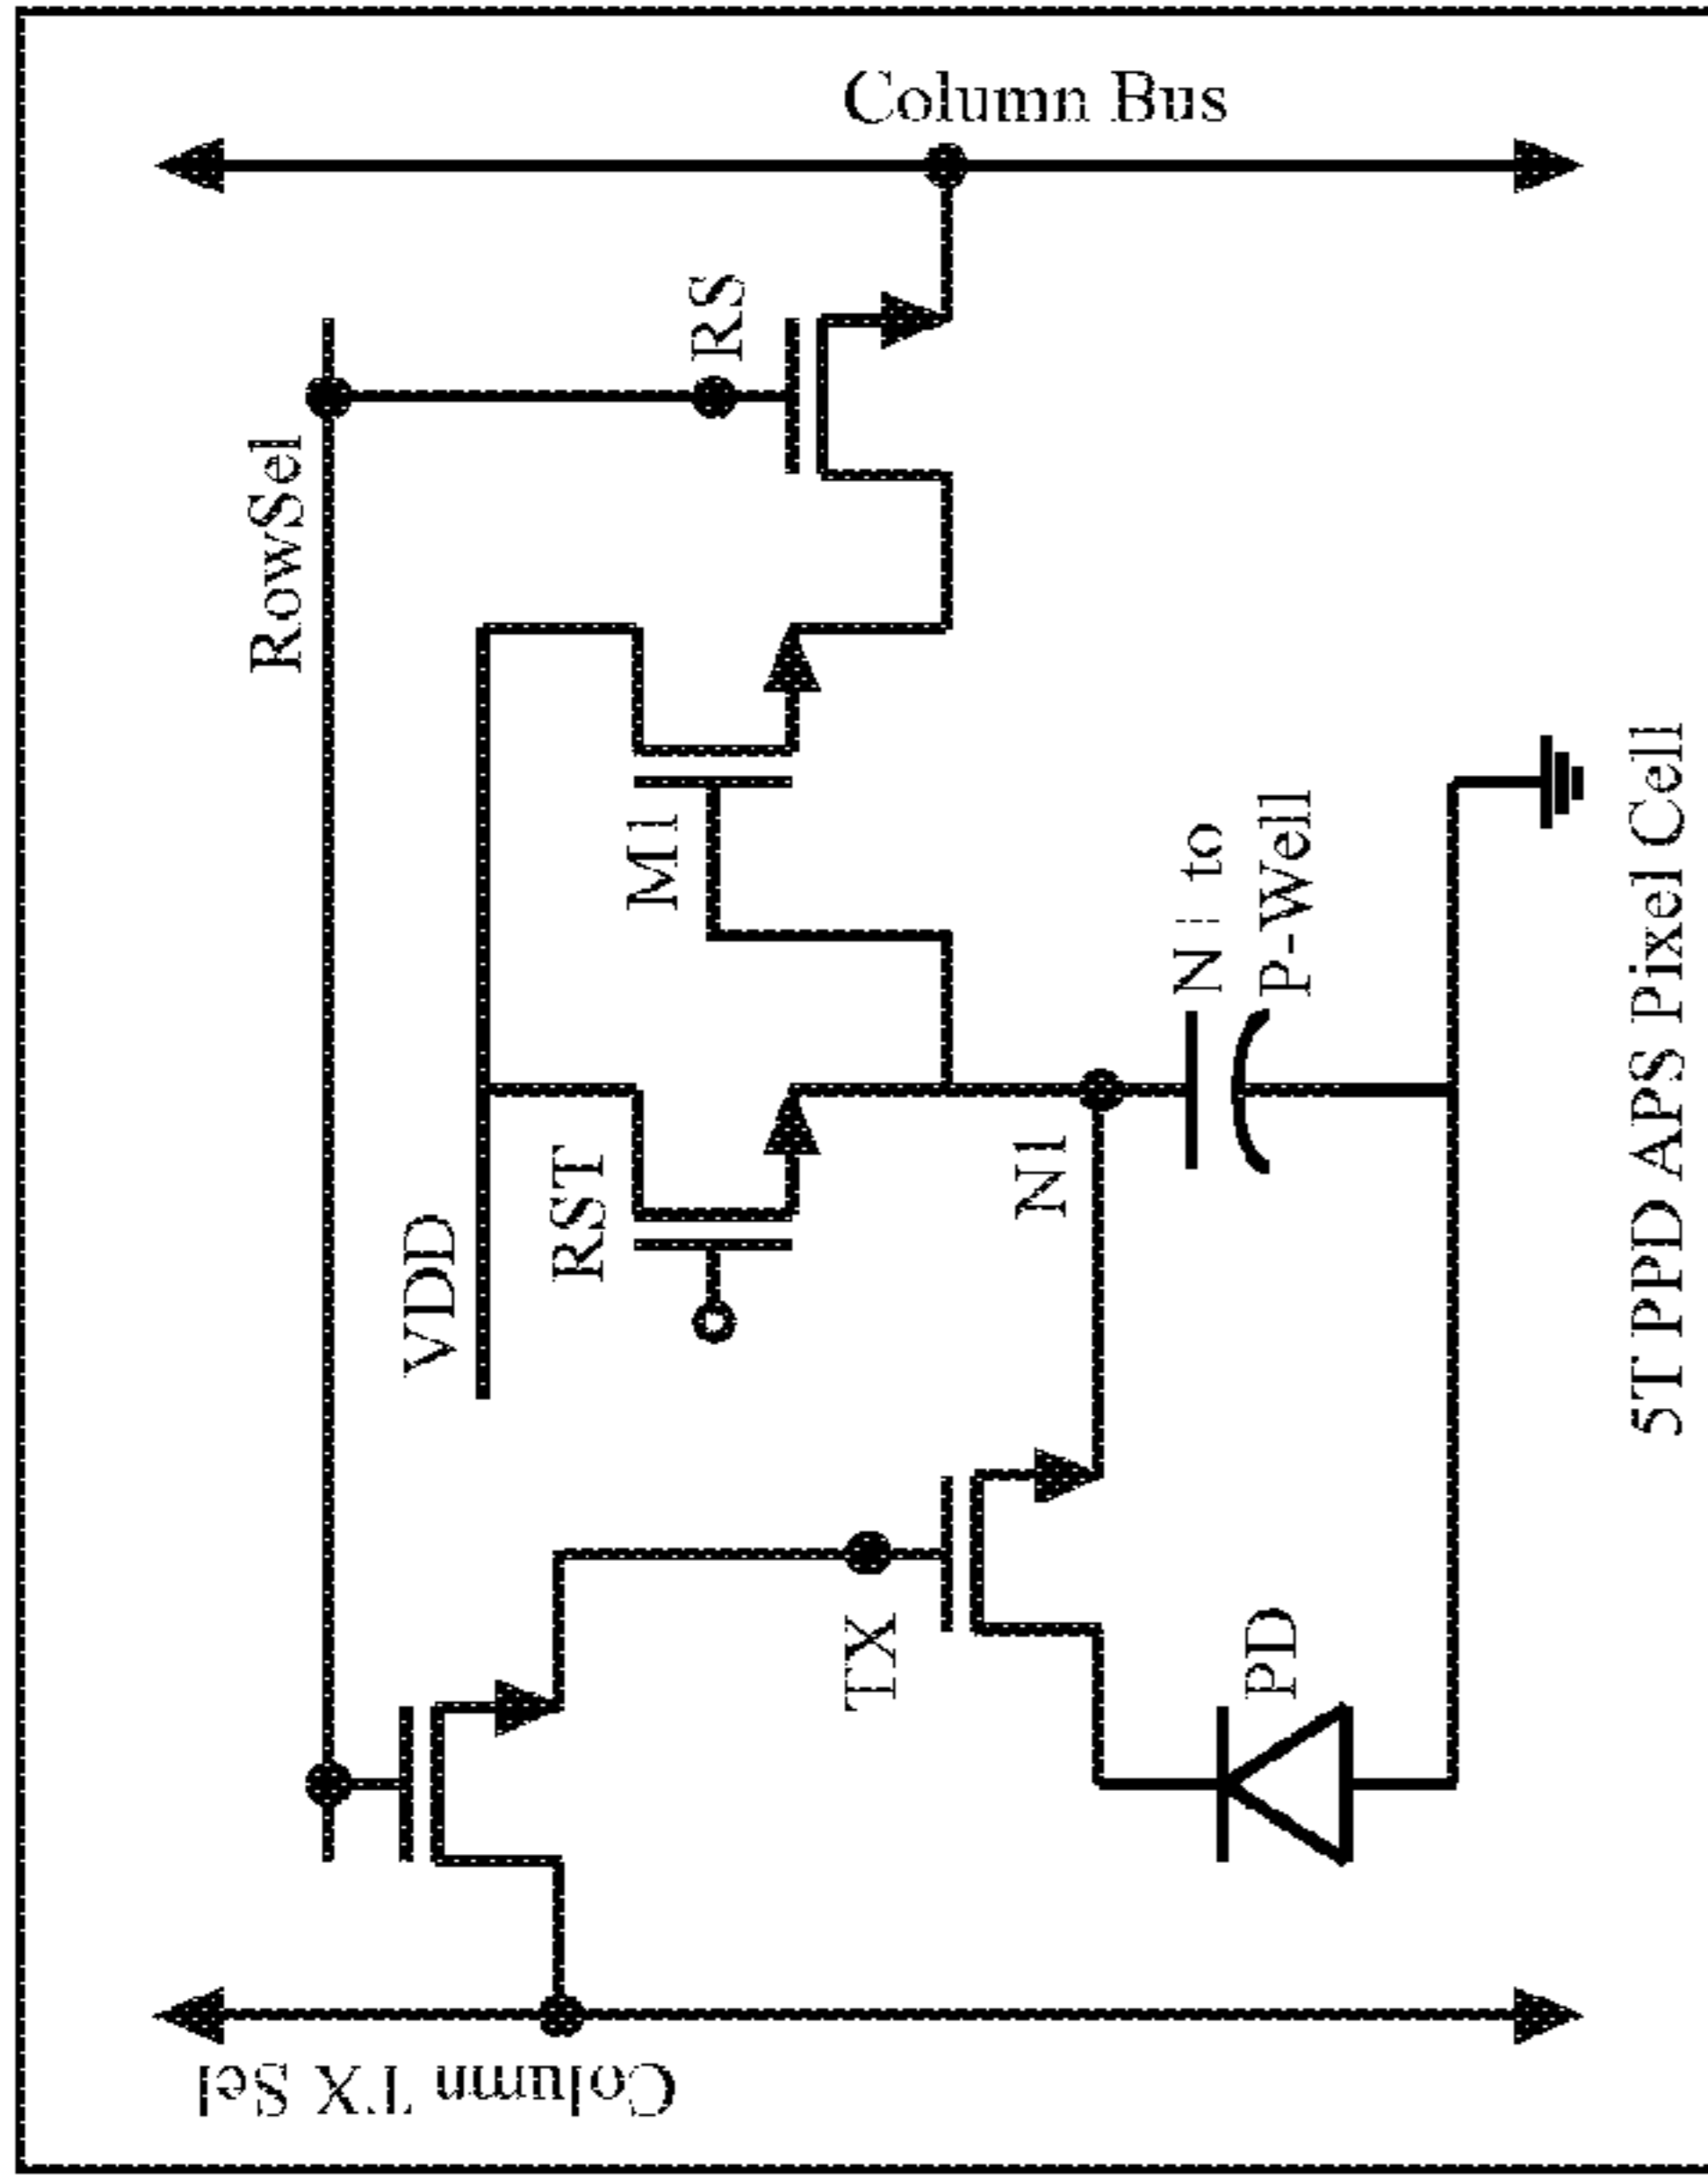 Column TX Sel
RowSel
VDD
RST
M1
RS
Column Bus
TX
N1
N
to
P-Well
PD
5T PPD APS Pixel Cell